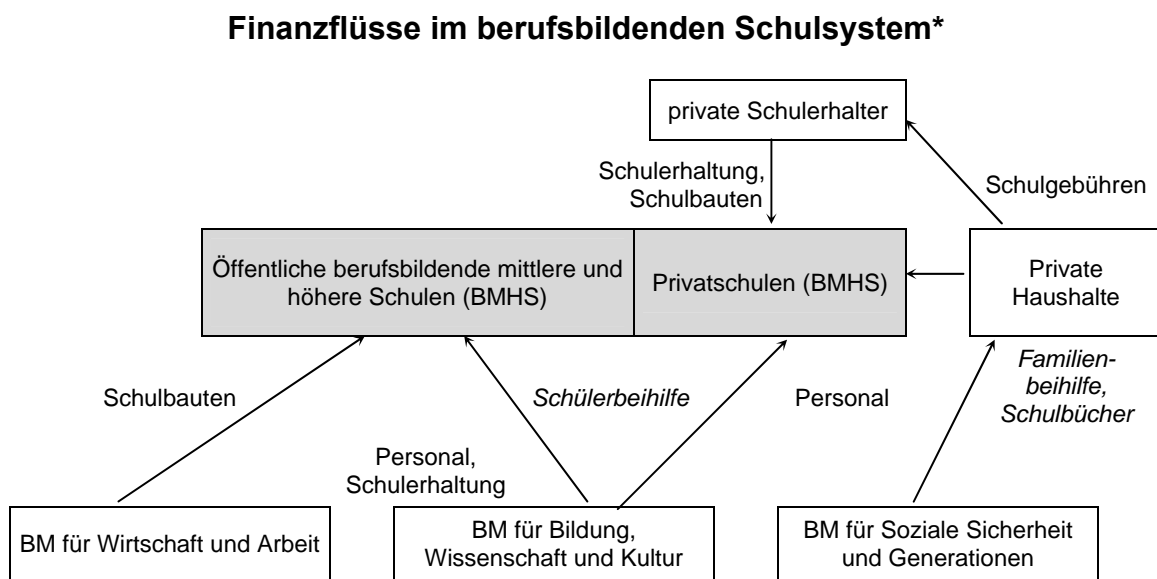 Finanzflüsse im berufsbildenden Schulsystem*
private Schulerhalter
Schulerhaltung,
Schulbauten
Schulgebühren
Öffentliche berufsbildende mittlere und
höhere Schulen (BMHS)
Privatschulen (BMHS)
Private
Haushalte
Schulbauten
Schülerbeihilfe
Personal
Familien-
beihilfe,
Schulbücher
Personal,
Schulerhaltung
BM für Wirtschaft und Arbeit
BM für Bildung,
Wissenschaft und Kultur
BM für Soziale Sicherheit
und Generationen